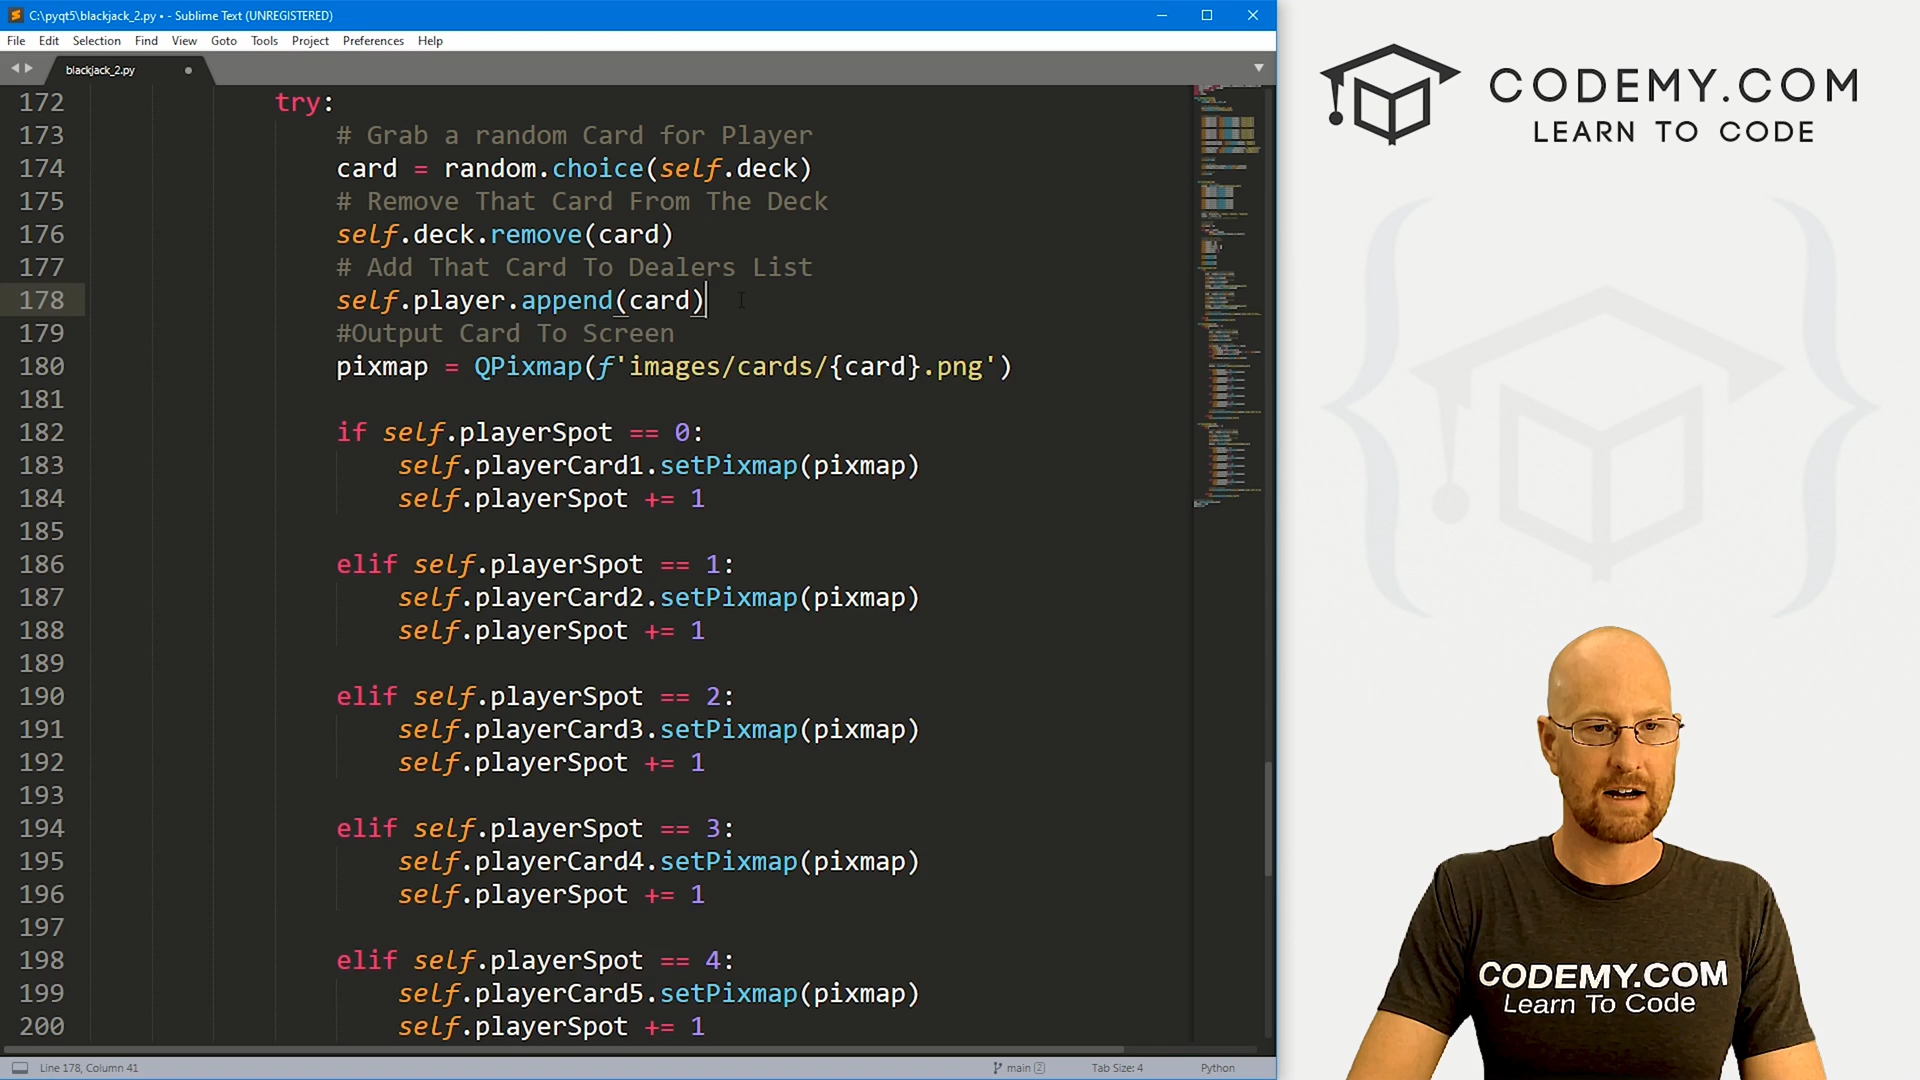 C:\pyqt5\blackjack_2.py • - Sublime Text (UNREGISTERED)
File Edit Selection Find View Goto Tools Project Preferences Help
blackjack_2.py
172 try:
173 # Grab a random Card for Player
174 card = random.choice(self.deck)
175 # Remove That Card From The Deck
176 self.deck.remove(card)
177 # Add That Card To Dealers List
178 self.player.append(card)
179 #Output Card To Screen
180 pixmap = QPixmap(f'images/cards/{card}.png')
181
182 if self.playerSpot == 0:
183 self.playerCard1.setPixmap(pixmap)
184 self.playerSpot += 1
185
186 elif self.playerSpot == 1:
187 self.playerCard2.setPixmap(pixmap)
188 self.playerSpot += 1
189
190 elif self.playerSpot == 2:
191 self.playerCard3.setPixmap(pixmap)
192 self.playerSpot += 1
193
194 elif self.playerSpot == 3:
195 self.playerCard4.setPixmap(pixmap)
196 self.playerSpot += 1
197
198 elif self.playerSpot == 4:
199 self.playerCard5.setPixmap(pixmap)
200 self.playerSpot += 1
Line 178, Column 41
main 2
Tab Size: 4
Python
CODEMY.COM
LEARN TO CODE
CODEMY.COM
Learn To Code